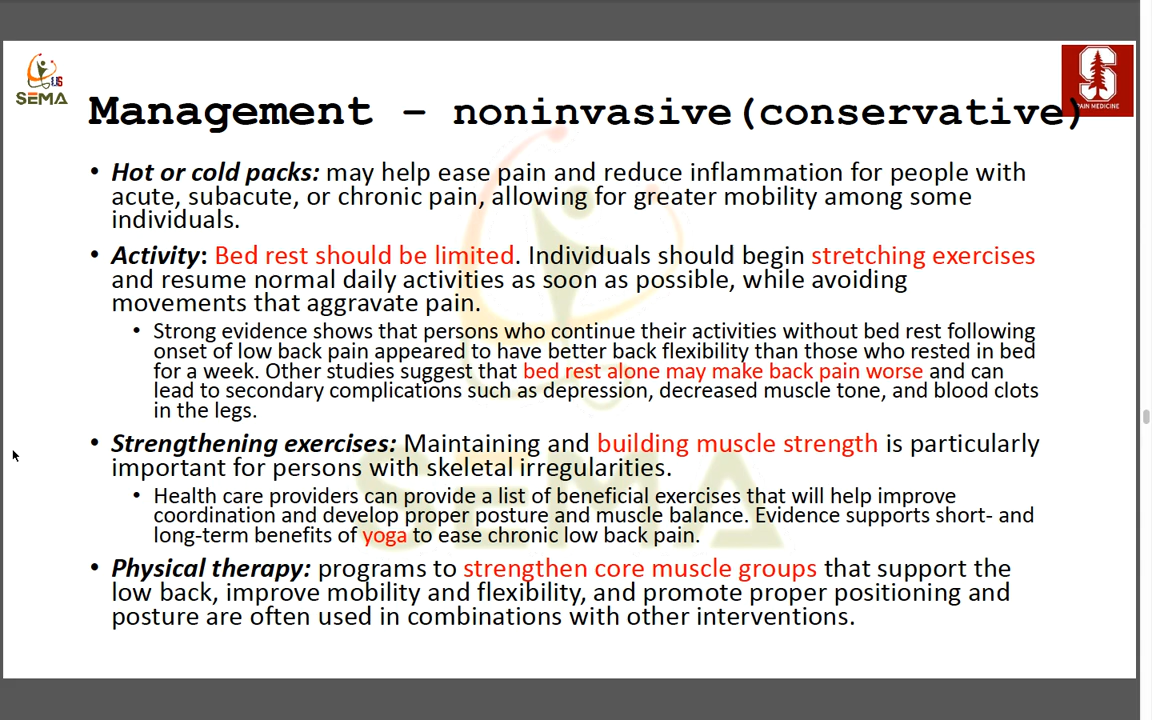 US
SEMA
PAIN MEDICINE
Management – noninvasive(conservative)
• Hot or cold packs: may help ease pain and reduce inflammation for people with
acute, subacute, or chronic pain, allowing for greater mobility among some
individuals.
• Activity: Bed rest should be limited. Individuals should begin stretching exercises
and resume normal daily activities as soon as possible, while avoiding
movements that aggravate pain.
• Strong evidence shows that persons who continue their activities without bed rest following
onset of low back pain appeared to have better back flexibility than those who rested in bed
for a week. Other studies suggest that bed rest alone may make back pain worse and can
lead to secondary complications such as depression, decreased muscle tone, and blood clots
in the legs.
• Strengthening exercises: Maintaining and building muscle strength is particularly
important for persons with skeletal irregularities.
• Health care providers can provide a list of beneficial exercises that will help improve
coordination and develop proper posture and muscle balance. Evidence supports short- and
long-term benefits of yoga to ease chronic low back pain.
• Physical therapy: programs to strengthen core muscle groups that support the
low back, improve mobility and flexibility, and promote proper positioning and
posture are often used in combinations with other interventions.
SEMA